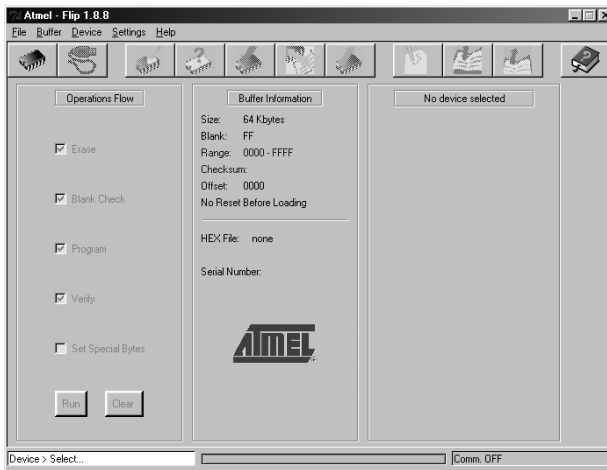 Atmel - Flip 1.8.8
File Buffer Device Settings Help
Operations Flow
Erase
Blank Check
Program
Verify
Set Special Bytes
Run Clear
Buffer Information
Size: 64 Kbytes
Blank: FF
Range: 0000 - FFFF
Checksum:
Offset: 0000
No Reset Before Loading
HEX File: none
Serial Number:
ATMEL
No device selected
Device > Select...
Comm. OFF